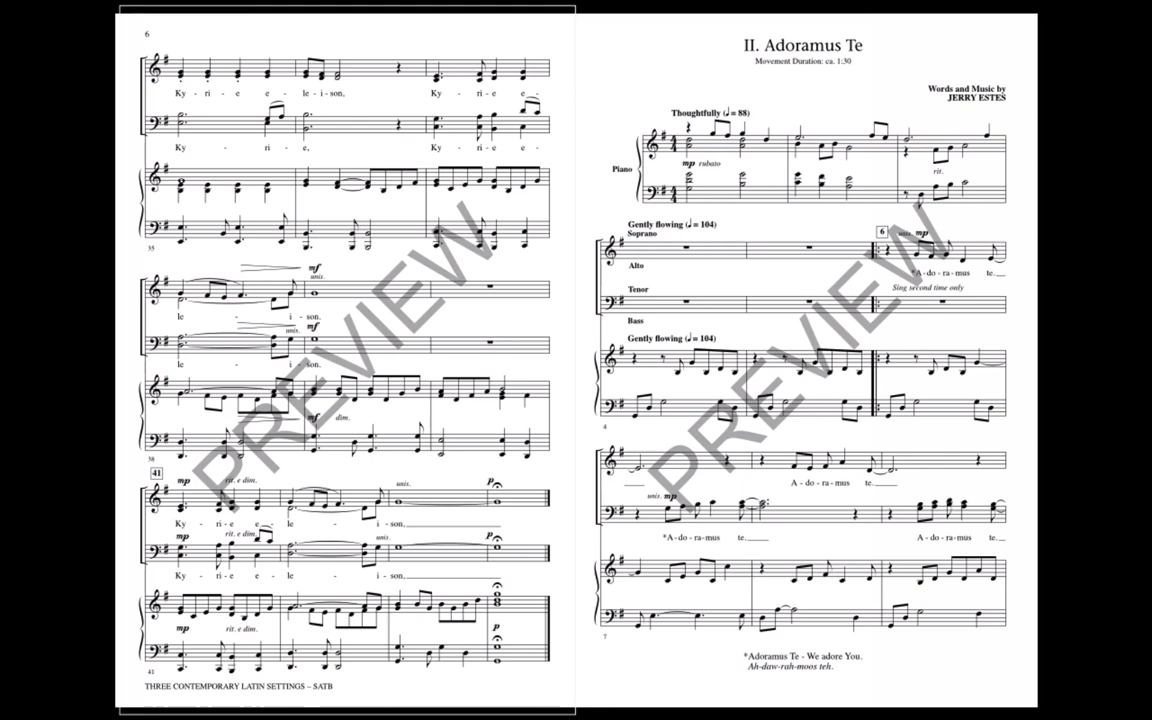 6
Ky - ri - e e - le - i - son, Ky - ri - e e -
Ky - ri - e, Ky - ri - e e -
35
mf
unis.
le - i - son.
unis. mf
le - i - son.
mf dim.
38
41
mp rit. e dim. unis. p
Ky - ri - e e - le - i - son,
mp rit. e dim. unis. p
Ky - ri - e e - le - i - son,
mp rit. e dim. p
41
THREE CONTEMPORARY LATIN SETTINGS – SATB
PREVIEW
II. Adoramus Te
Movement Duration: ca. 1:30
Words and Music by
JERRY ESTES
Thoughtfully (♩ = 88)
Piano
mp rubato
rit.
Gently flowing (♩ = 104)
Soprano
6 unis. mp
Alto
*A - do - ra - mus te.
Tenor
Sing second time only
Bass
Gently flowing (♩ = 104)
4
A - do - ra - mus te.
unis. mp
*A - do - ra - mus te. A - do - ra - mus te.
7
*Adoramus Te - We adore You.
Ah-daw-rah-moos teh.
PREVIEW